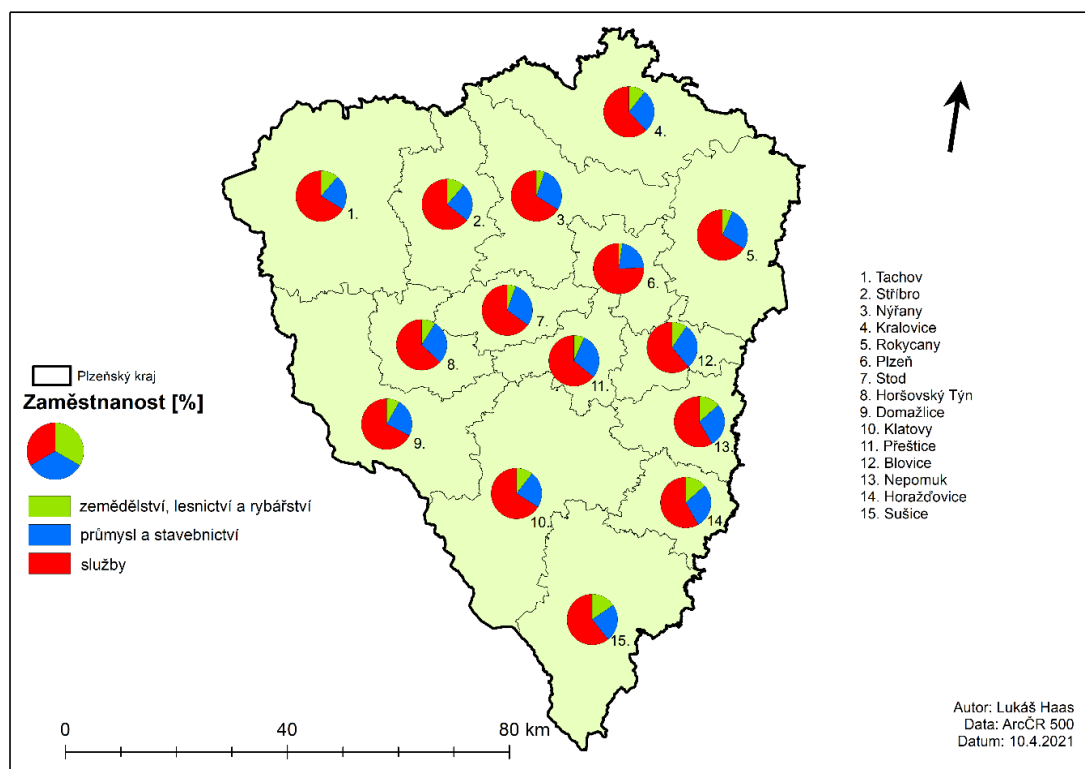 4.
1.
2.
3.
5.
6.
7.
8.
12.
11.
9.
13.
10.
14.
15.
1. Tachov
2. Stříbro
3. Nýřany
4. Kralovice
5. Rokycany
6. Plzeň
7. Stod
8. Horšovský Týn
9. Domažlice
10. Klatovy
11. Přeštice
12. Blovice
13. Nepomuk
14. Horažďovice
15. Sušice
Plzeňský kraj
Zaměstnanost [%]
zemědělství, lesnictví a rybářství
průmysl a stavebnictví
služby
0 40 80 km
Autor: Lukáš Haas
Data: ArcČR 500
Datum: 10.4.2021